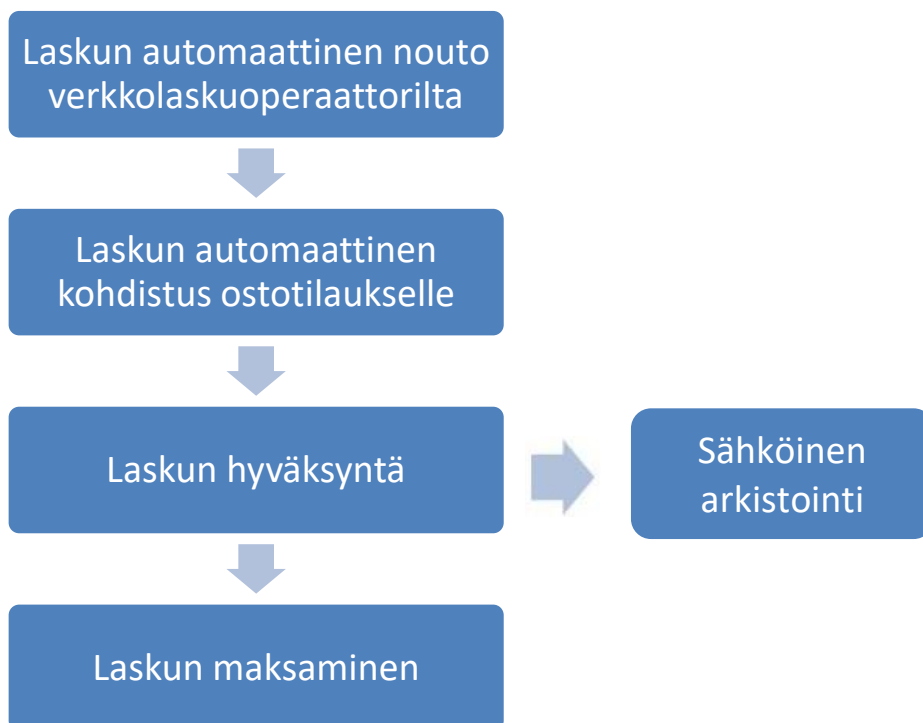 Laskun automaattinen nouto
verkkolaskuoperaattorilta
Laskun automaattinen
kohdistus ostotilaukselle
Laskun hyväksyntä
Sähköinen
arkistointi
Laskun maksaminen